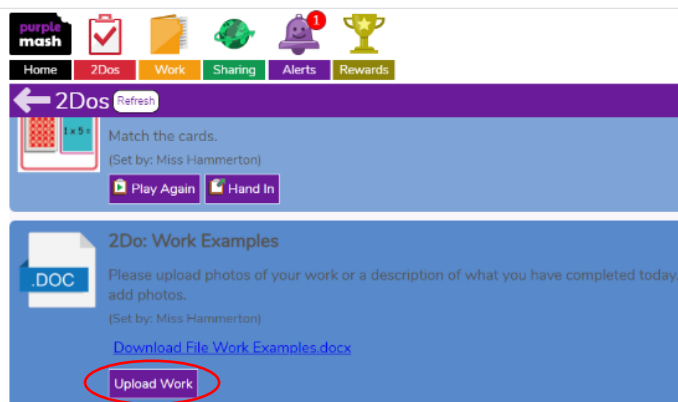 purple
mash
1
Home 2Dos Work Sharing Alerts Rewards
2Dos Refresh
1 x 5 =
Match the cards.
(Set by: Miss Hammerton)
Play Again Hand In
2Do: Work Examples
.DOC
Please upload photos of your work or a description of what you have completed today.
add photos.
(Set by: Miss Hammerton)
Download File Work Examples.docx
Upload Work